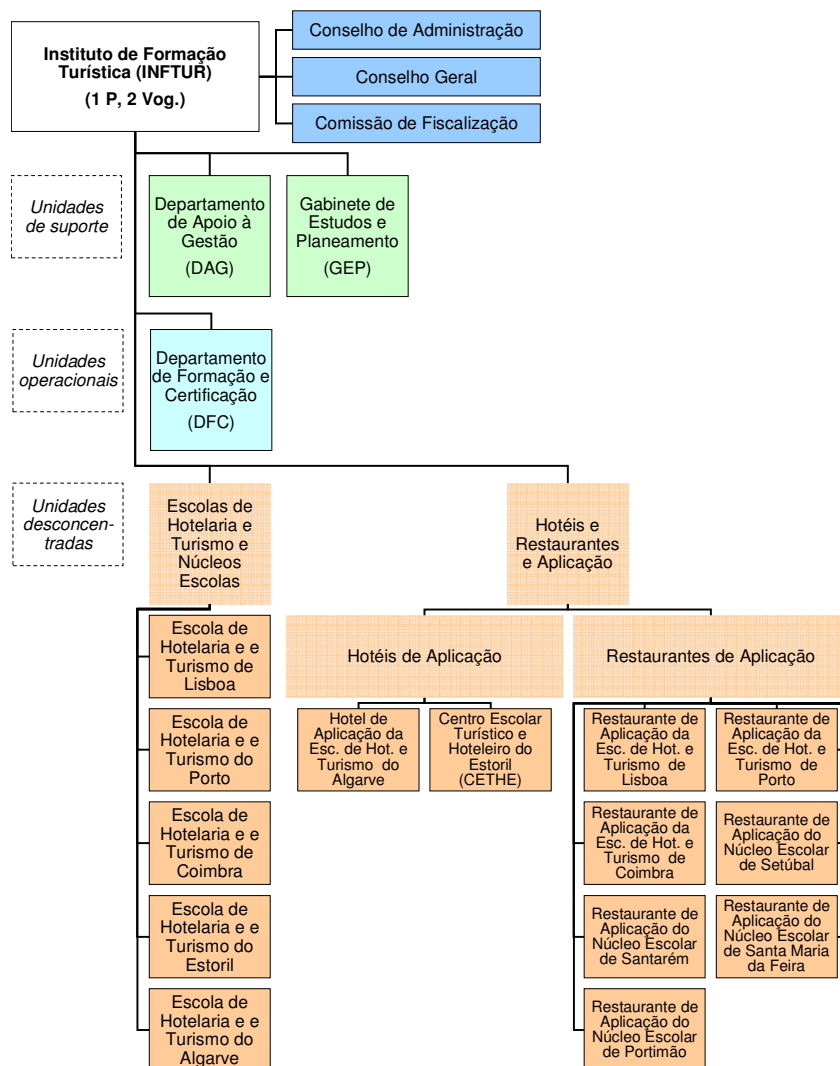 Instituto de Formação
Turística (INFTUR)
(1 P, 2 Vog.)
Conselho de Administração
Conselho Geral
Comissão de Fiscalização
Unidades
de suporte
Departamento
de Apoio à
Gestão
(DAG)
Gabinete de
Estudos e
Planeamento
(GEP)
Unidades
operacionais
Departamento
de Formação e
Certificação
(DFC)
Unidades
desconcen-
tradas
Escolas de
Hotelaria e
Turismo e
Núcleos
Escolas
Hotéis e
Restaurantes
e Aplicação
Escola de
Hotelaria e e
Turismo de
Lisboa
Escola de
Hotelaria e e
Turismo do
Porto
Escola de
Hotelaria e e
Turismo de
Coimbra
Escola de
Hotelaria e e
Turismo do
Estoril
Escola de
Hotelaria e e
Turismo do
Algarve
Hotéis de Aplicação
Hotel de
Aplicação da
Esc. de Hot. e
Turismo do
Algarve
Centro Escolar
Turístico e
Hoteleiro do
Estoril
(CETHE)
Restaurantes de Aplicação
Restaurante de
Aplicação da
Esc. de Hot. e
Turismo de
Lisboa
Restaurante de
Aplicação da
Esc. de Hot. e
Turismo de
Porto
Restaurante de
Aplicação da
Esc. de Hot. e
Turismo de
Coimbra
Restaurante de
Aplicação do
Núcleo Escolar
de Setúbal
Restaurante de
Aplicação do
Núcleo Escolar
de Santarém
Restaurante de
Aplicação do
Núcleo Escolar
de Santa Maria
da Feira
Restaurante de
Aplicação do
Núcleo Escolar
de Portimão